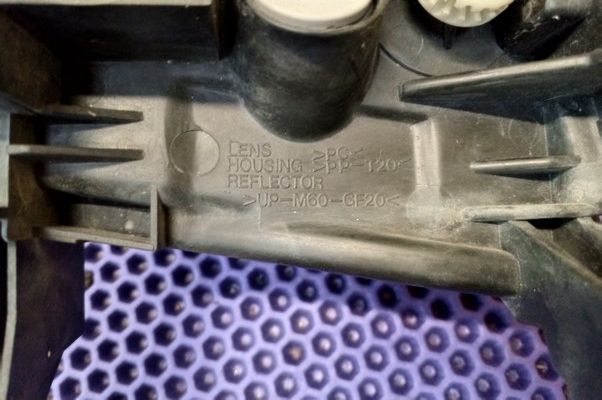 LENS >PC<
HOUSING >PP-T20<
REFLECTOR
>UP-M60-GF20<